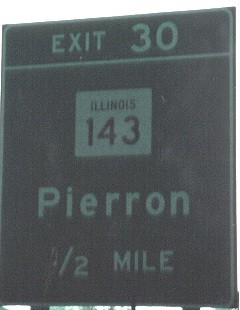 EXIT 30
ILLINOIS
143
Pierron
1/2 MILE